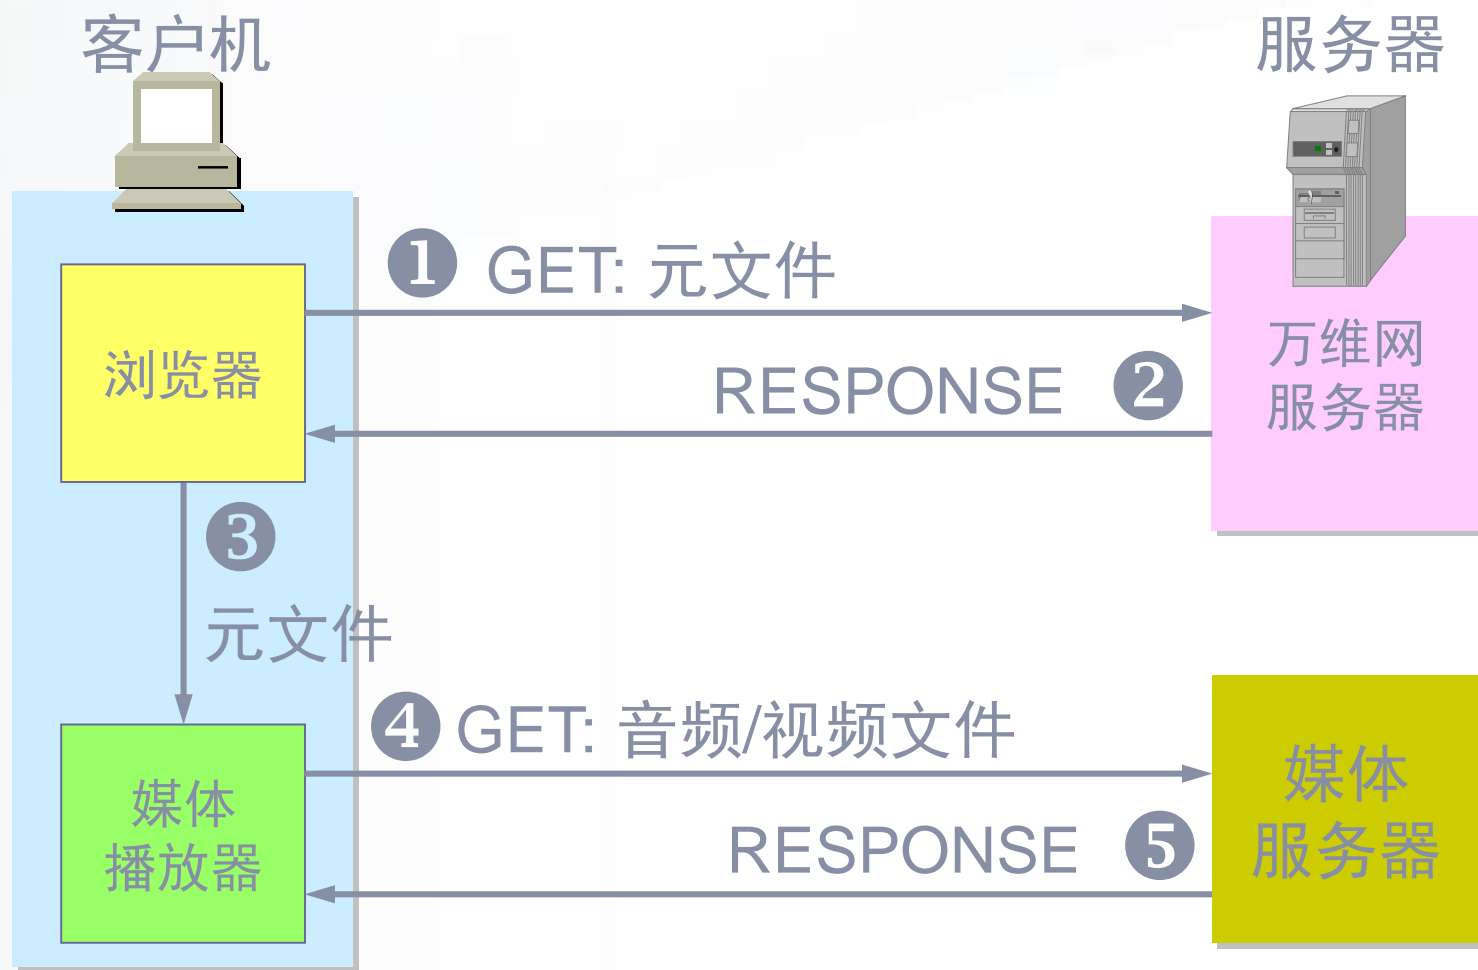 客户机
服务器
❶ GET: 元文件
浏览器
万维网
服务器
RESPONSE ❷
❸
元文件
❹ GET: 音频/视频文件
媒体
播放器
媒体
服务器
RESPONSE ❺